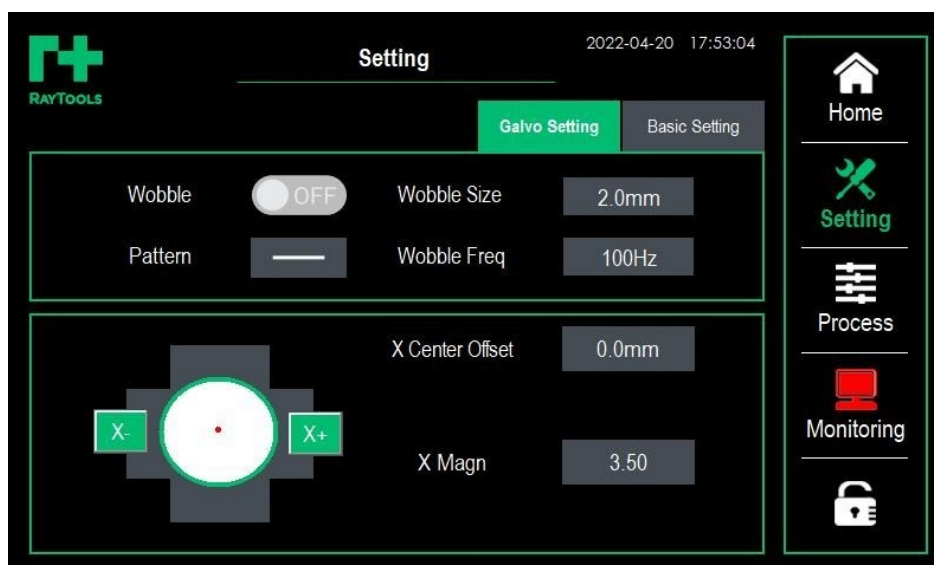 RAYTOOLS
Setting
2022-04-20 17:53:04
Galvo Setting
Basic Setting
Wobble
OFF
Wobble Size
2.0mm
Pattern
Wobble Freq
100Hz
X Center Offset
0.0mm
X-
X+
X Magn
3.50
Home
Setting
Process
Monitoring